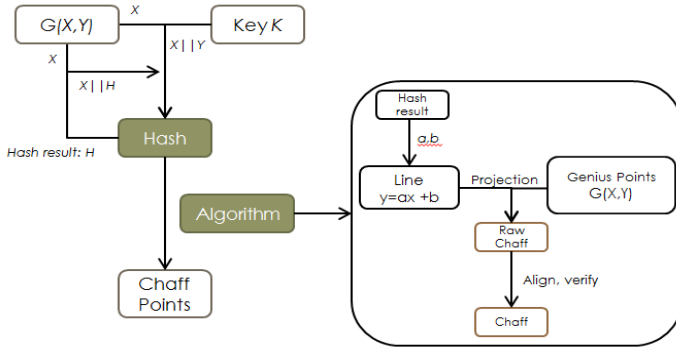 G(X,Y)
X
Key K
X||Y
X
X||H
Hash
Hash result: H
Algorithm
Chaff
Points
Hash
result
a,b
Line
y=ax +b
Projection
Genius Points
G(X,Y)
Raw
Chaff
Align, verify
Chaff